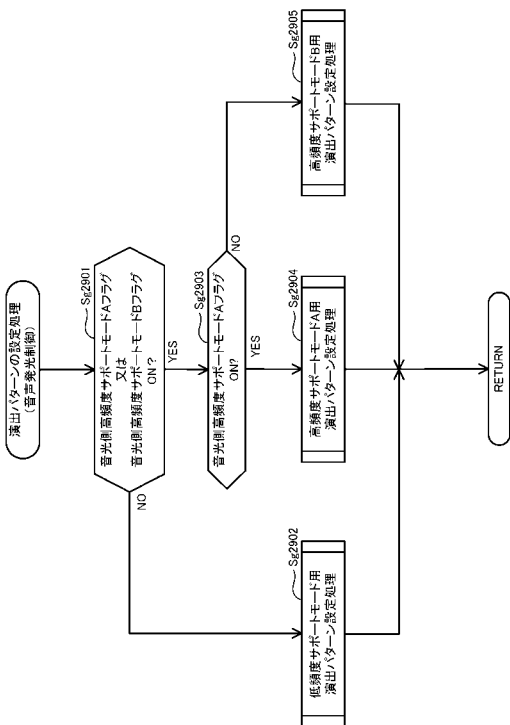 演出パターンの設定処理
(音声発光制御)
Sg2901
音光側高頻度サポートモードAフラグ
又は
音光側高頻度サポートモードBフラグ
ON?
NO
YES
Sg2903
音光側高頻度サポートモードAフラグ
ON?
NO
YES
Sg2902
低頻度サポートモード用
演出パターン設定処理
Sg2904
高頻度サポートモードA用
演出パターン設定処理
Sg2905
高頻度サポートモードB用
演出パターン設定処理
RETURN